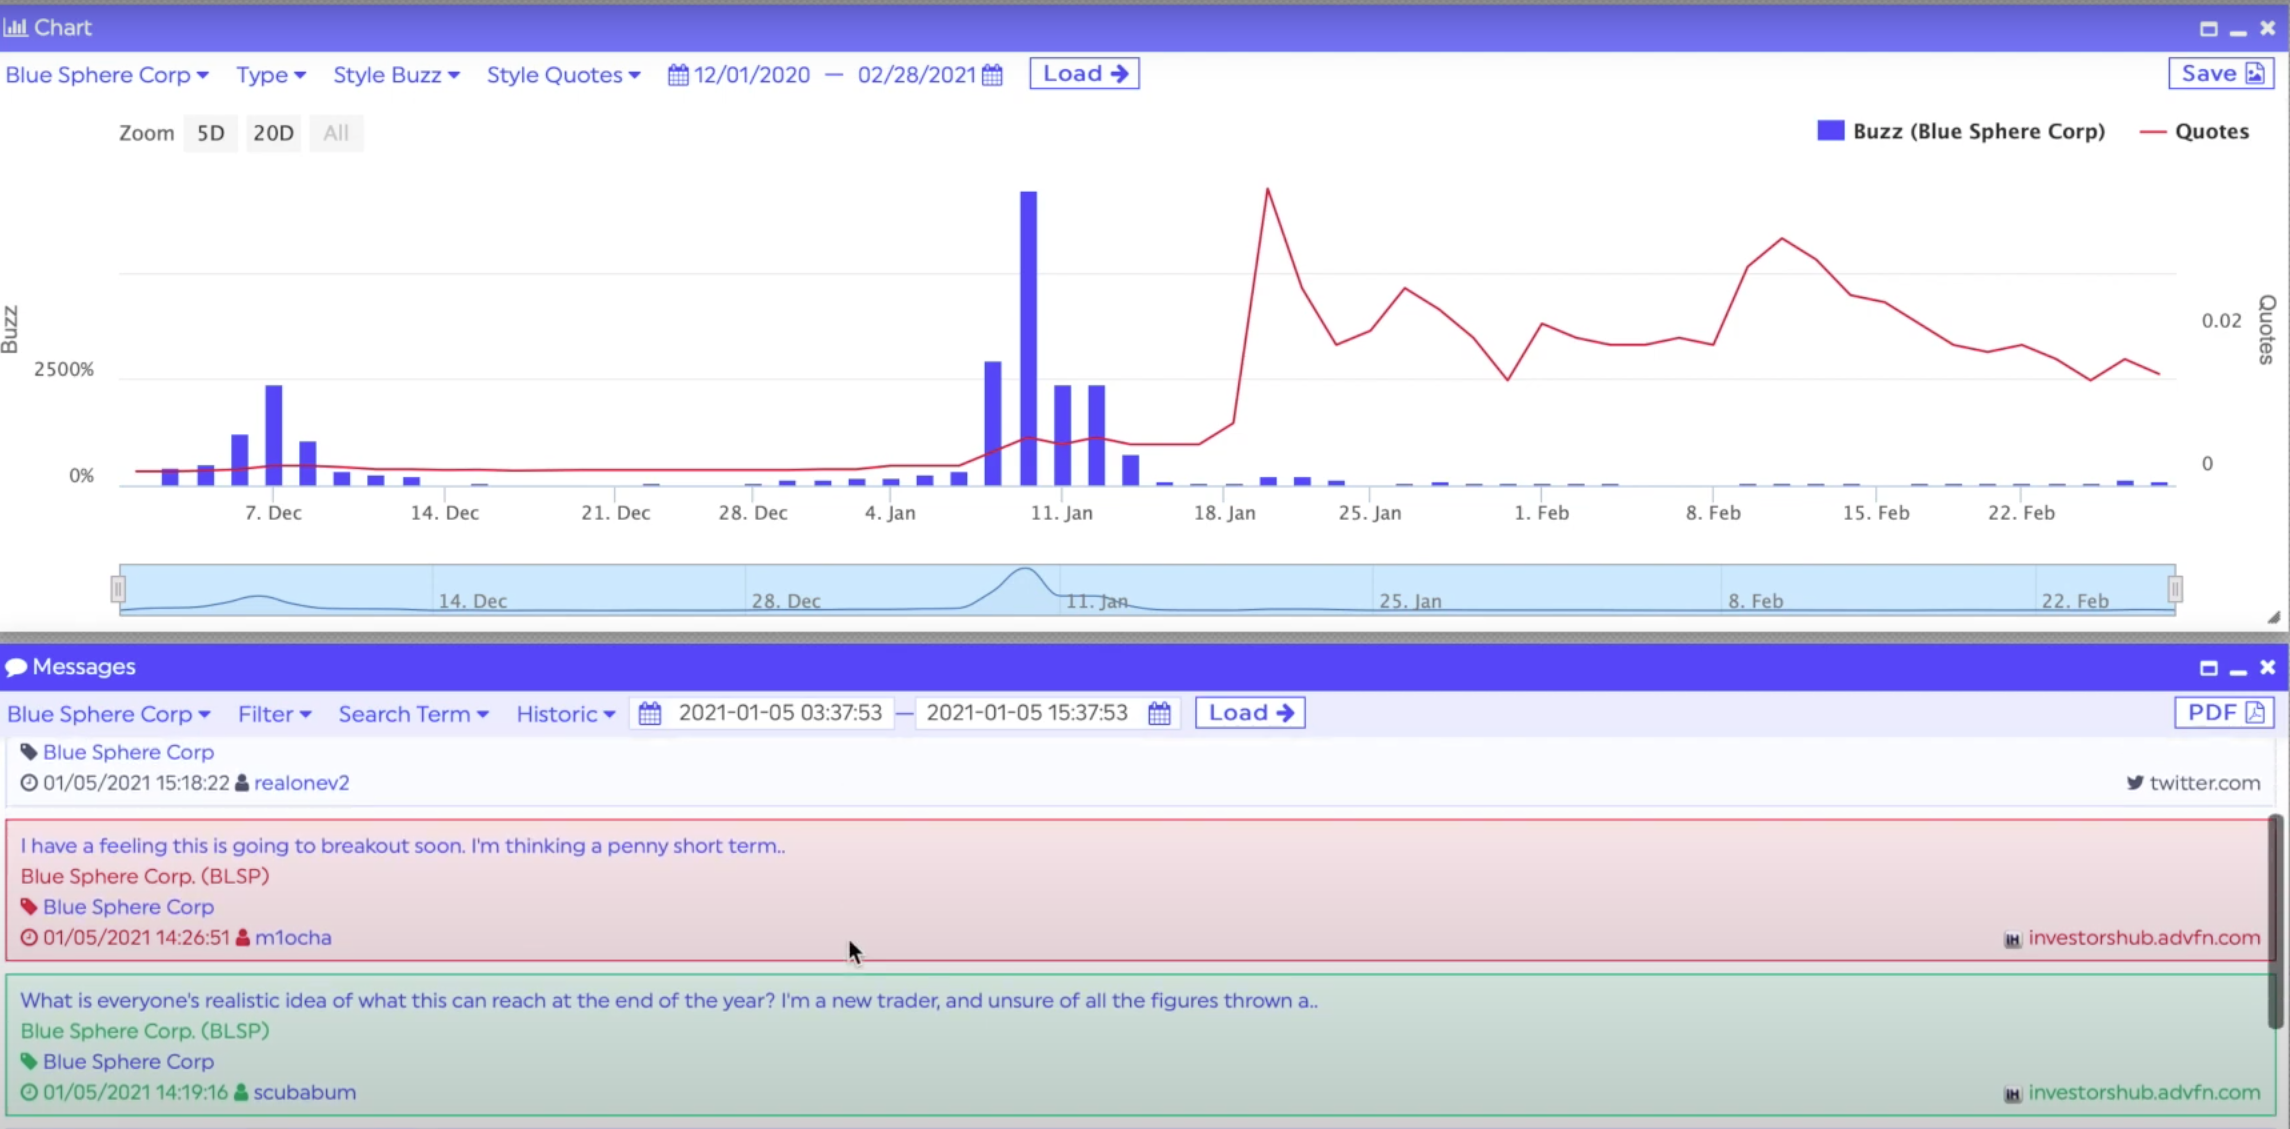 Chart
Blue Sphere Corp Type Style Buzz Style Quotes 12/01/2020 — 02/28/2021 Load Save
Zoom 5D 20D All Buzz (Blue Sphere Corp) Quotes
Buzz
2500%
0%
Quotes
0.02
0
7. Dec 14. Dec 21. Dec 28. Dec 4. Jan 11. Jan 18. Jan 25. Jan 1. Feb 8. Feb 15. Feb 22. Feb
14. Dec 28. Dec 11. Jan 25. Jan 8. Feb 22. Feb
Messages
Blue Sphere Corp Filter Search Term Historic 2021-01-05 03:37:53 — 2021-01-05 15:37:53 Load PDF
Blue Sphere Corp
01/05/2021 15:18:22 realonev2 twitter.com
I have a feeling this is going to breakout soon. I'm thinking a penny short term..
Blue Sphere Corp. (BLSP)
Blue Sphere Corp
01/05/2021 14:26:51 m1ocha IH investorshub.advfn.com
What is everyone's realistic idea of what this can reach at the end of the year? I'm a new trader, and unsure of all the figures thrown a..
Blue Sphere Corp. (BLSP)
Blue Sphere Corp
01/05/2021 14:19:16 scubabum IH investorshub.advfn.com